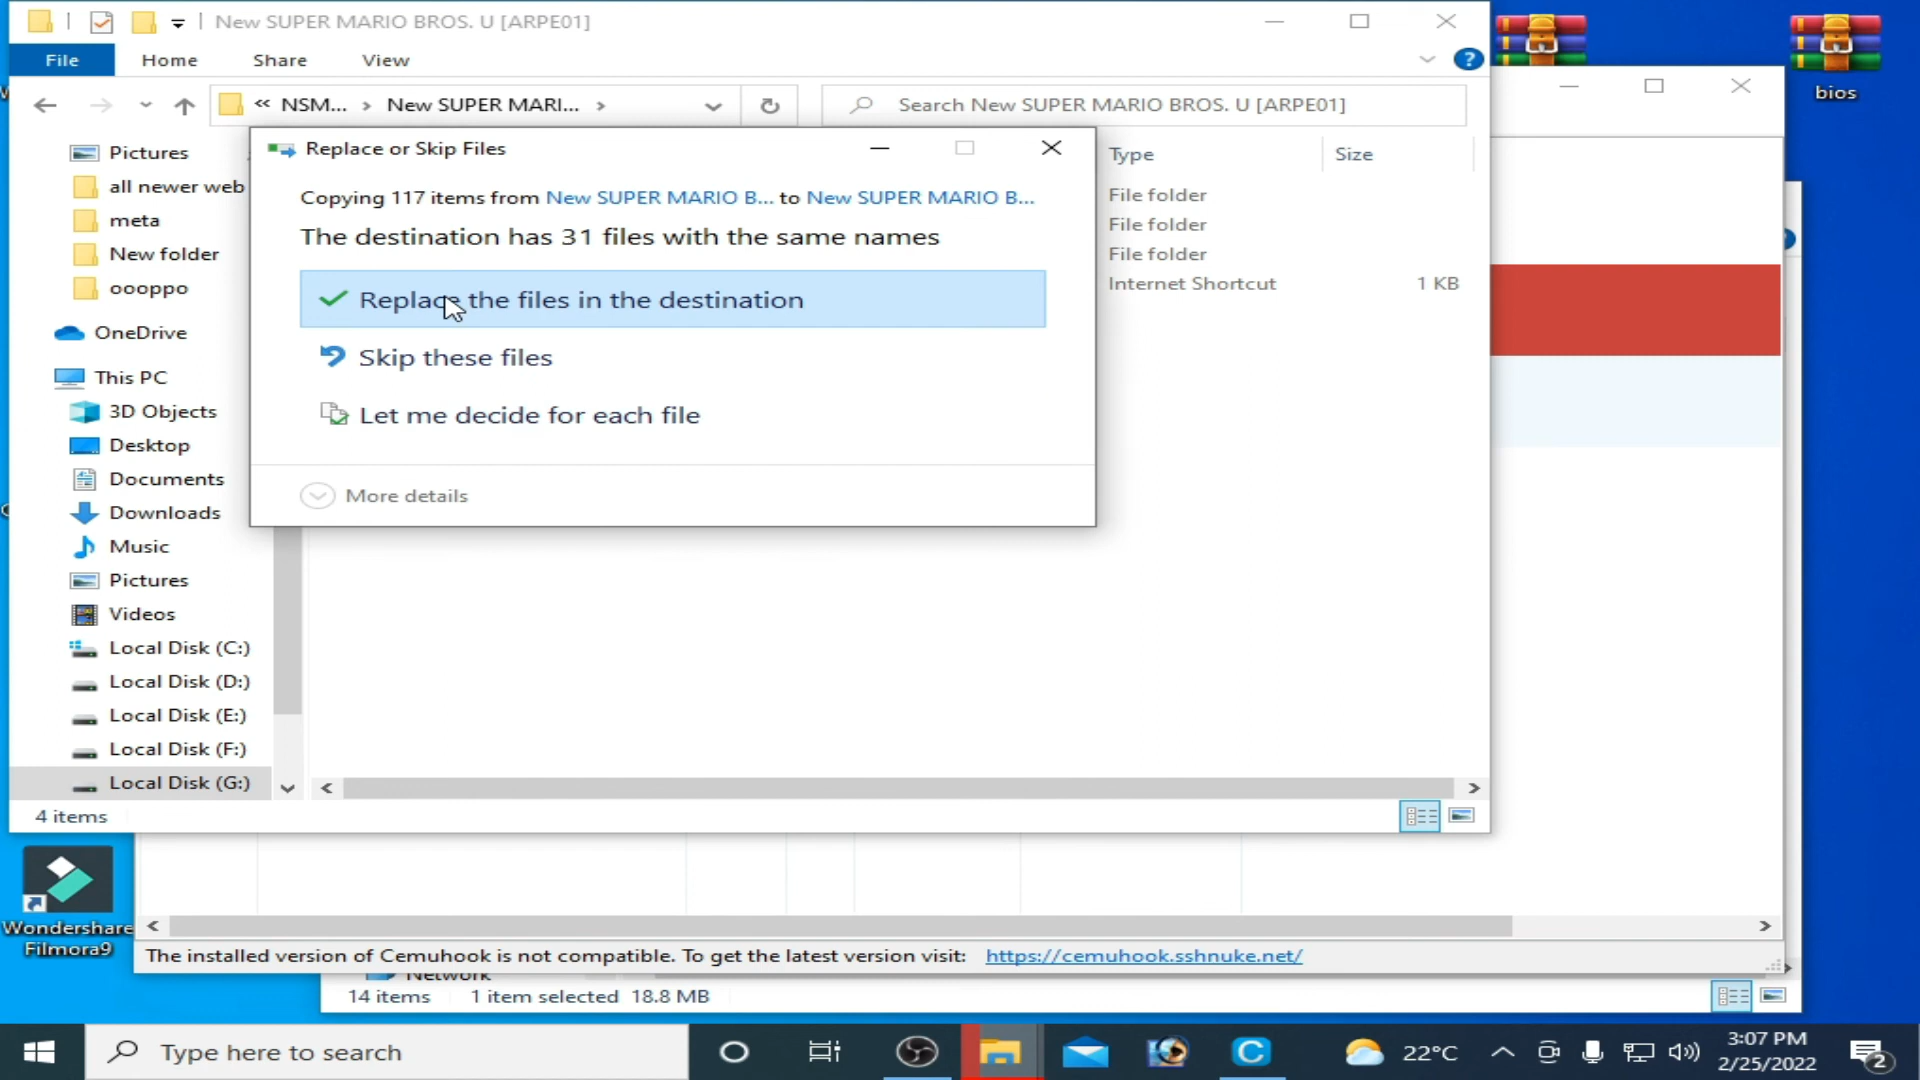 New SUPER MARIO BROS. U [ARPE01]
File
Home
Share
View
« NSM... › New SUPER MARI... ›
Search New SUPER MARIO BROS. U [ARPE01]
bios
Pictures
all newer web
meta
New folder
oooppo
OneDrive
This PC
3D Objects
Desktop
Documents
Downloads
Music
Pictures
Videos
Local Disk (C:)
Local Disk (D:)
Local Disk (E:)
Local Disk (F:)
Local Disk (G:)
4 items
Replace or Skip Files
Copying 117 items from New SUPER MARIO B... to New SUPER MARIO B...
The destination has 31 files with the same names
Replace the files in the destination
Skip these files
Let me decide for each file
More details
Type
Size
File folder
File folder
File folder
Internet Shortcut
1 KB
Wondershare
Filmora9
The installed version of Cemuhook is not compatible. To get the latest version visit: https://cemuhook.sshnuke.net/
Network
14 items
1 item selected 18.8 MB
Type here to search
22°C
3:07 PM
2/25/2022
2